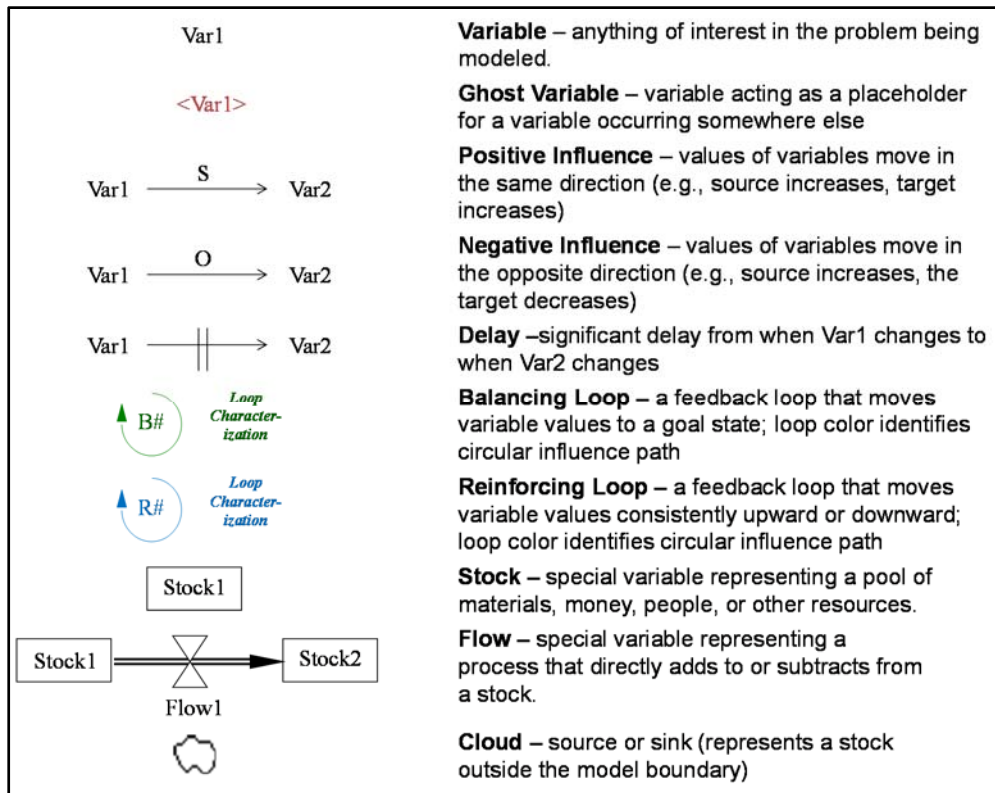 Var1
Variable – anything of interest in the problem being
modeled.
<Var1>
Ghost Variable – variable acting as a placeholder
for a variable occurring somewhere else
Var1
S
Var2
Positive Influence – values of variables move in
the same direction (e.g., source increases, target
increases)
Var1
O
Var2
Negative Influence – values of variables move in
the opposite direction (e.g., source increases, the
target decreases)
Var1
Var2
Delay –significant delay from when Var1 changes to
when Var2 changes
B#
Loop
Character-
ization
Balancing Loop – a feedback loop that moves
variable values to a goal state; loop color identifies
circular influence path
R#
Loop
Character-
ization
Reinforcing Loop – a feedback loop that moves
variable values consistently upward or downward;
loop color identifies circular influence path
Stock1
Stock – special variable representing a pool of
materials, money, people, or other resources.
Stock1
Stock2
Flow1
Flow – special variable representing a
process that directly adds to or subtracts from
a stock.
Cloud – source or sink (represents a stock
outside the model boundary)